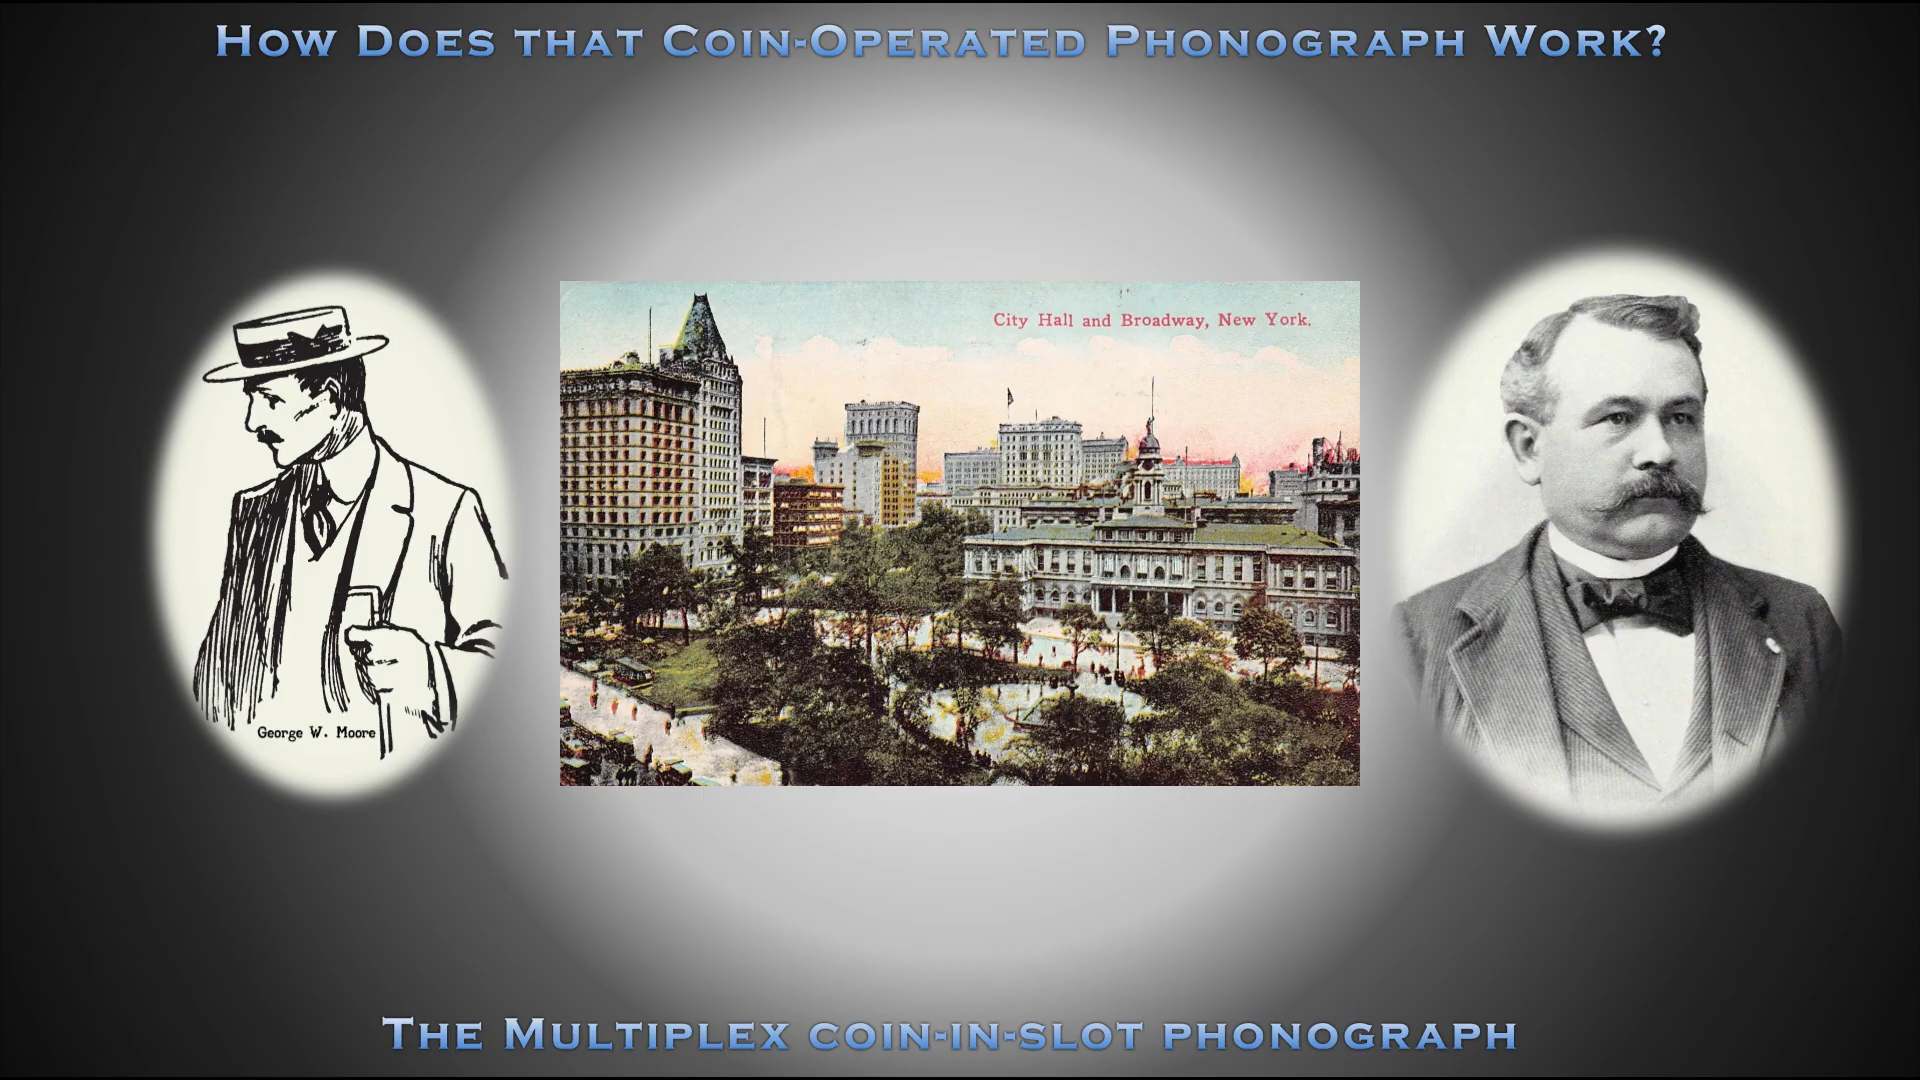 How Does that Coin-Operated Phonograph Work?
City Hall and Broadway, New York.
George W. Moore
The Multiplex coin-in-slot phonograph